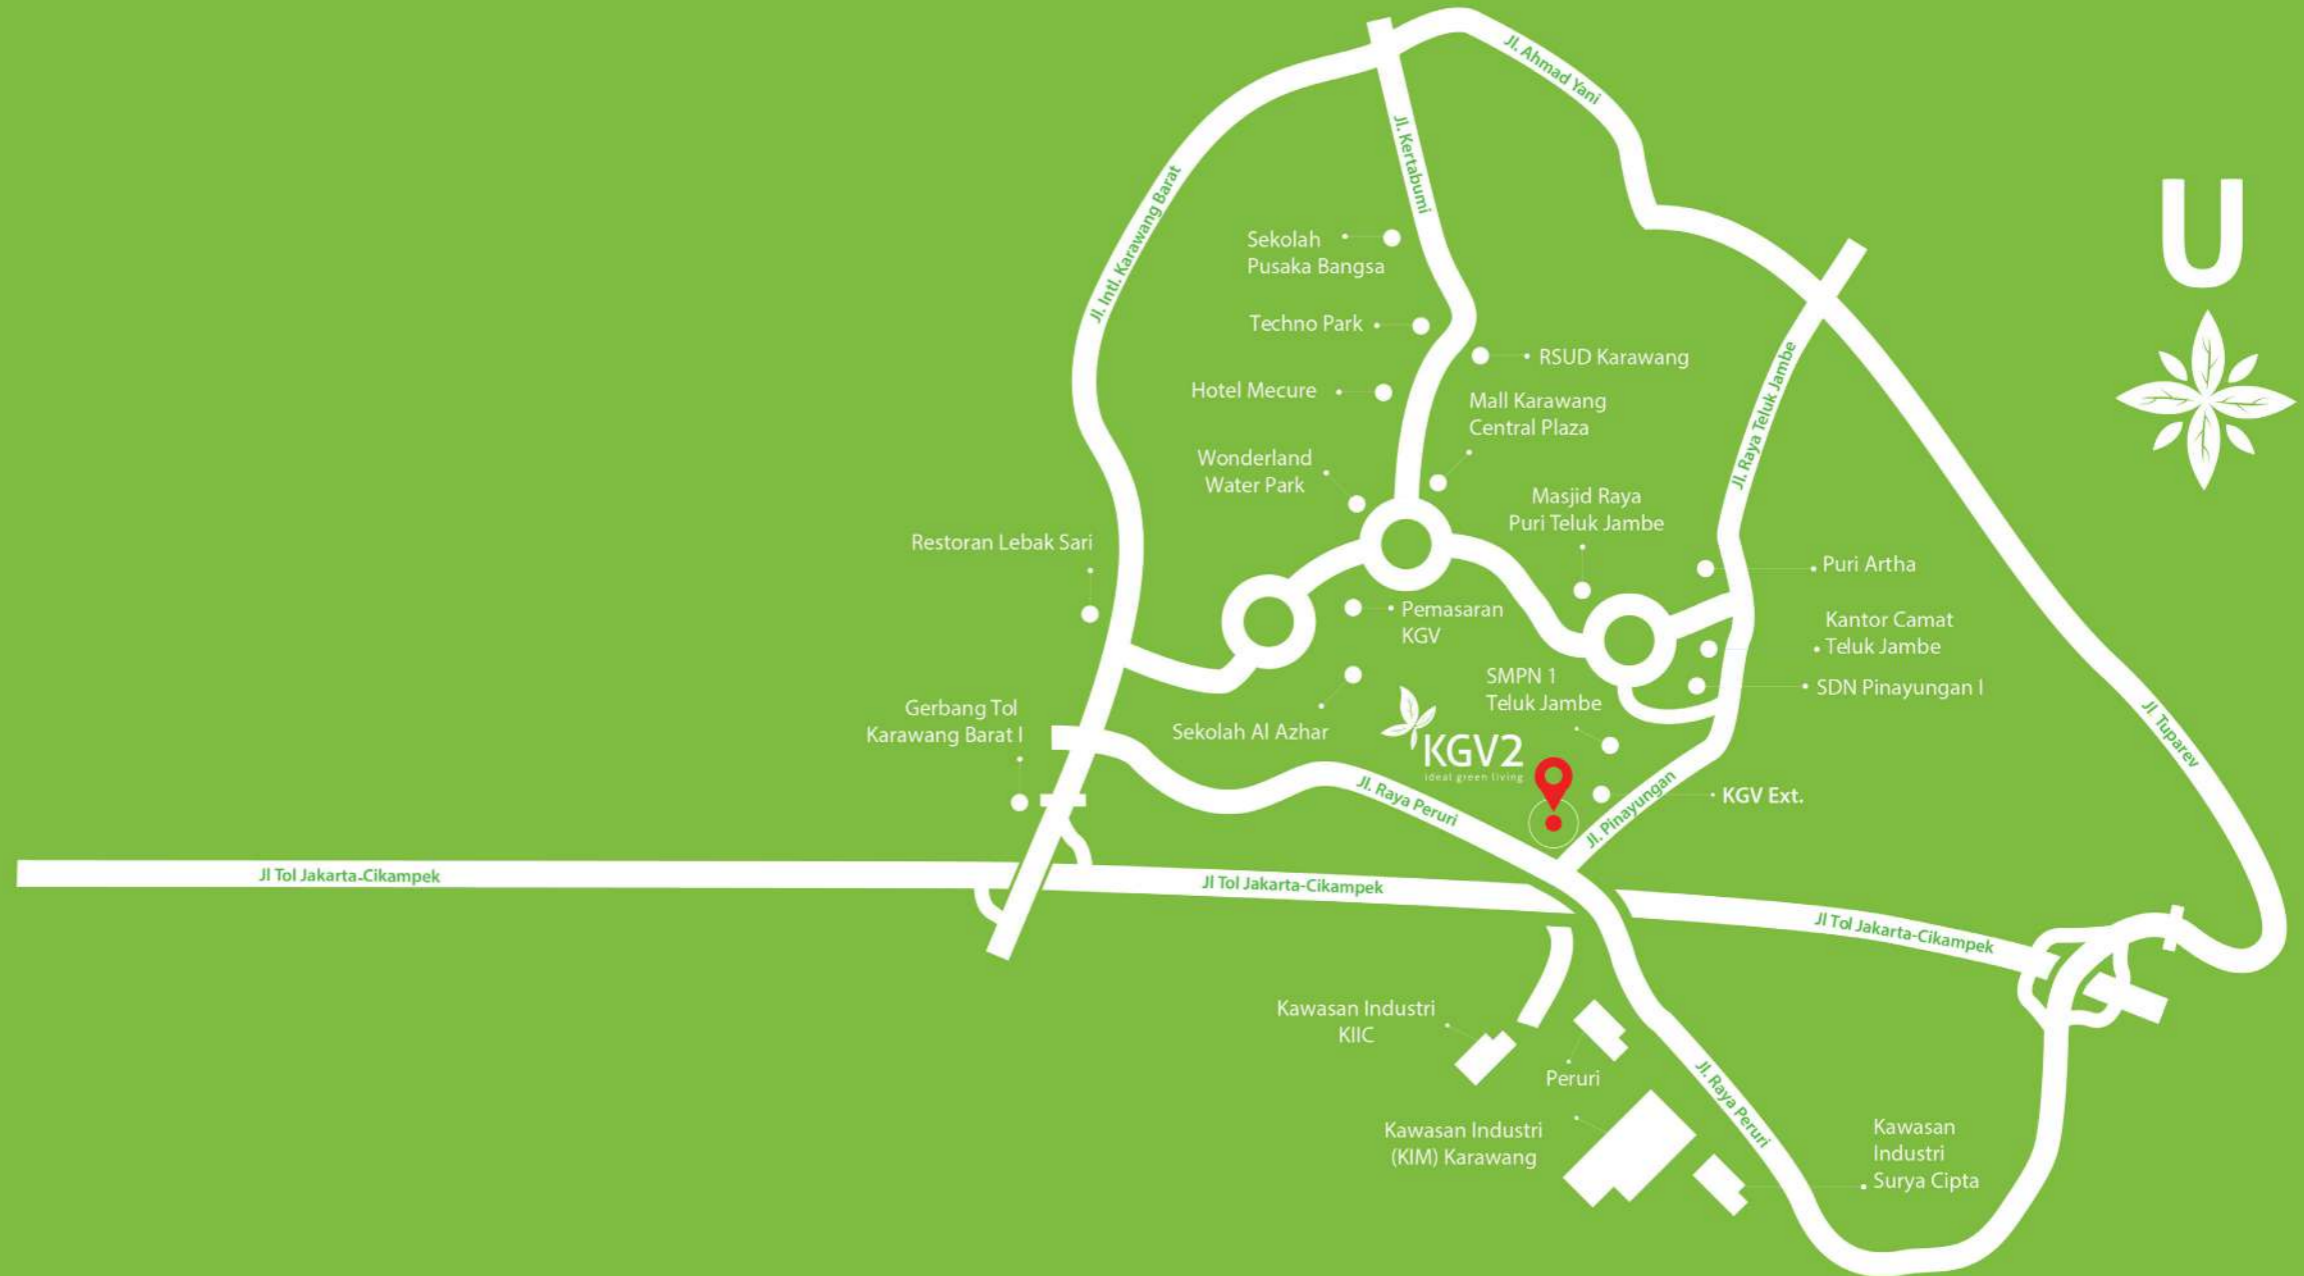 Jl. Ahmad Yani
Jl. Kertabumi
Jl. Intl. Karawang Barat
U
Sekolah
Pusaka Bangsa
Techno Park
RSUD Karawang
Hotel Mecure
Mall Karawang
Central Plaza
Jl. Raya Teluk Jambe
Wonderland
Water Park
Masjid Raya
Puri Teluk Jambe
Restoran Lebak Sari
Puri Artha
Pemasaran
KGV
Kantor Camat
Teluk Jambe
SMPN 1
Teluk Jambe
SDN Pinayungan I
Gerbang Tol
Karawang Barat I
Sekolah Al Azhar
KGV2
ideal green living
Jl. Tuparev
Jl. Raya Peruri
Jl. Pinayungan
KGV Ext.
Jl Tol Jakarta-Cikampek
Jl Tol Jakarta-Cikampek
Jl Tol Jakarta-Cikampek
Kawasan Industri
KIIC
Peruri
Jl. Raya Peruri
Kawasan Industri
(KIM) Karawang
Kawasan
Industri
Surya Cipta